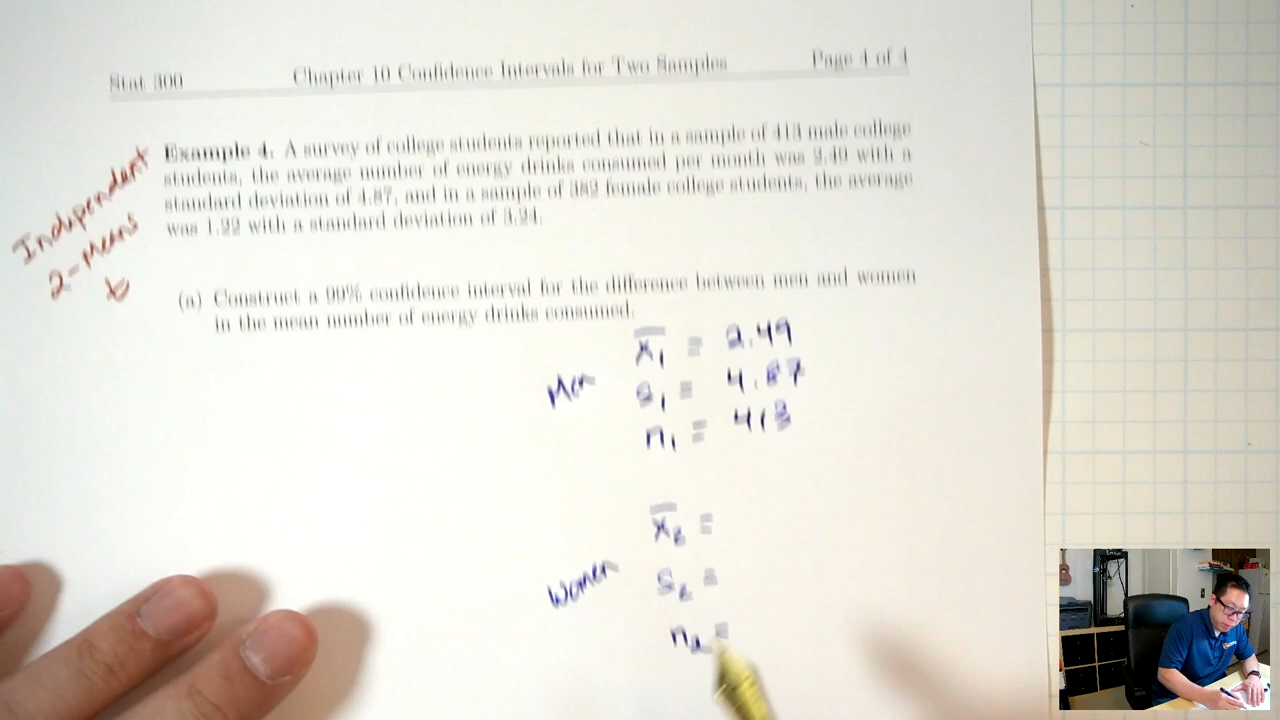 Stat 300 Chapter 10 Confidence Intervals for Two Samples Page 4 of 4
Example 4. A survey of college students reported that in a sample of 413 male college
students, the average number of energy drinks consumed per month was 2.49 with a
standard deviation of 4.87, and in a sample of 382 female college students, the average
was 1.22 with a standard deviation of 3.24.
Independent
2-Means
t
(a) Construct a 99% confidence interval for the difference between men and women
in the mean number of energy drinks consumed.
Men
x̄₁ = 2.49
s₁ = 4.87
n₁ = 413
Women
x̄₂ =
s₂ =
n₂ =